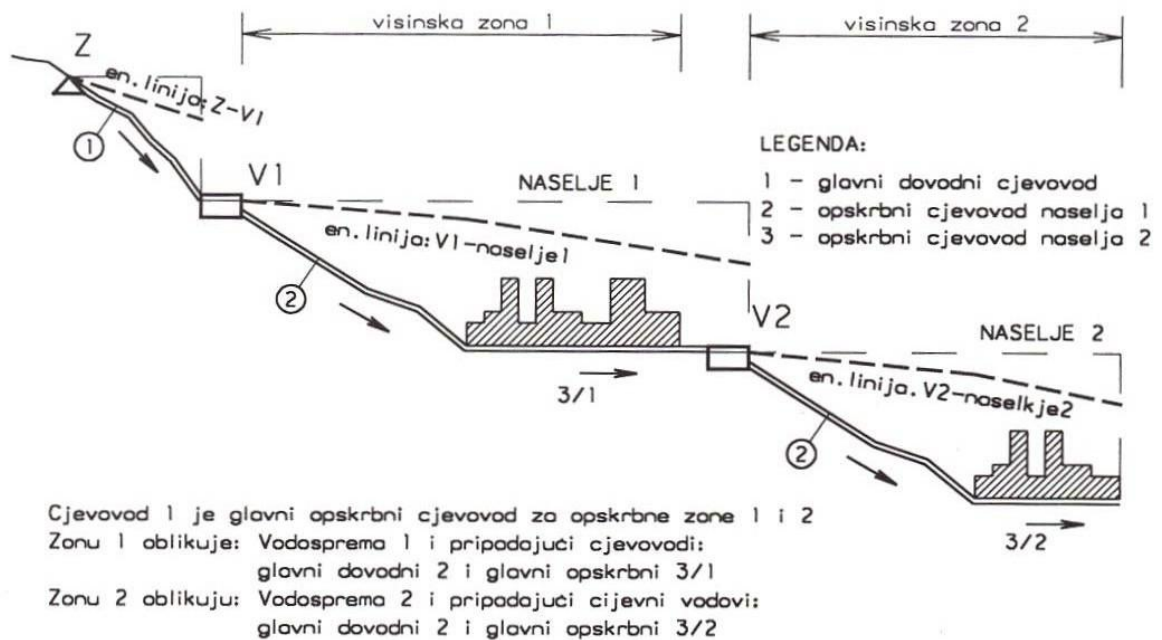 visinska zona 1
visinska zona 2
Z
en.linija:Z-V1
1
V1
NASELJE 1
LEGENDA:
1 - glavni dovodni cjevovod
2 - opskrbni cjevovod naselja 1
3 - opskrbni cjevovod naselja 2
en.linija:V1-naselje1
2
V2
NASELJE 2
3/1
en.linija.V2-naselkje2
2
Cjevovod 1 je glavni opskrbni cjevovod za opskrbne zone 1 i 2
3/2
Zonu 1 oblikuje: Vodosprema 1 i pripadajući cjevovodi:
glavni dovodni 2 i glavni opskrbni 3/1
Zonu 2 oblikuju: Vodosprema 2 i pripadajući cijevni vodovi:
glavni dovodni 2 i glavni opskrbni 3/2